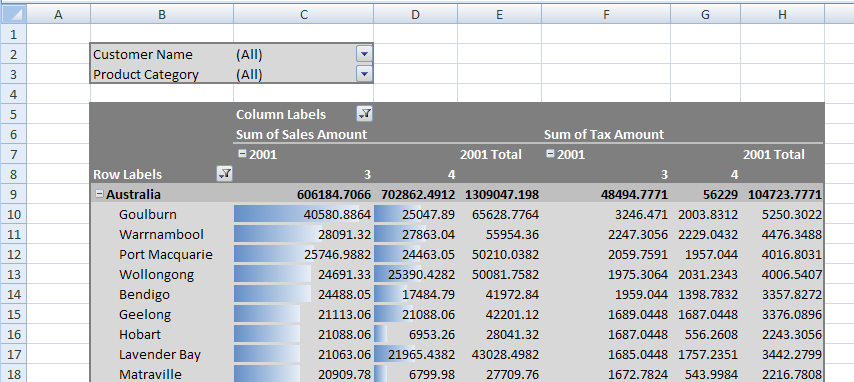 A B C D E F G H
1
2 Customer Name (All)
3 Product Category (All)
4
5 Column Labels
6 Sum of Sales Amount Sum of Tax Amount
7 2001 2001 Total 2001 2001 Total
8 Row Labels 3 4 3 4
9 Australia 606184.7066 702862.4912 1309047.198 48494.7771 56229 104723.7771
10 Goulburn 40580.8864 25047.89 65628.7764 3246.471 2003.8312 5250.3022
11 Warrnambool 28091.32 27863.04 55954.36 2247.3056 2229.0432 4476.3488
12 Port Macquarie 25746.9882 24463.05 50210.0382 2059.7591 1957.044 4016.8031
13 Wollongong 24691.33 25390.4282 50081.7582 1975.3064 2031.2343 4006.5407
14 Bendigo 24488.05 17484.79 41972.84 1959.044 1398.7832 3357.8272
15 Geelong 21113.06 21088.06 42201.12 1689.0448 1687.0448 3376.0896
16 Hobart 21088.06 6953.26 28041.32 1687.0448 556.2608 2243.3056
17 Lavender Bay 21063.06 21965.4382 43028.4982 1685.0448 1757.2351 3442.2799
18 Matraville 20909.78 6799.98 27709.76 1672.7824 543.9984 2216.7808